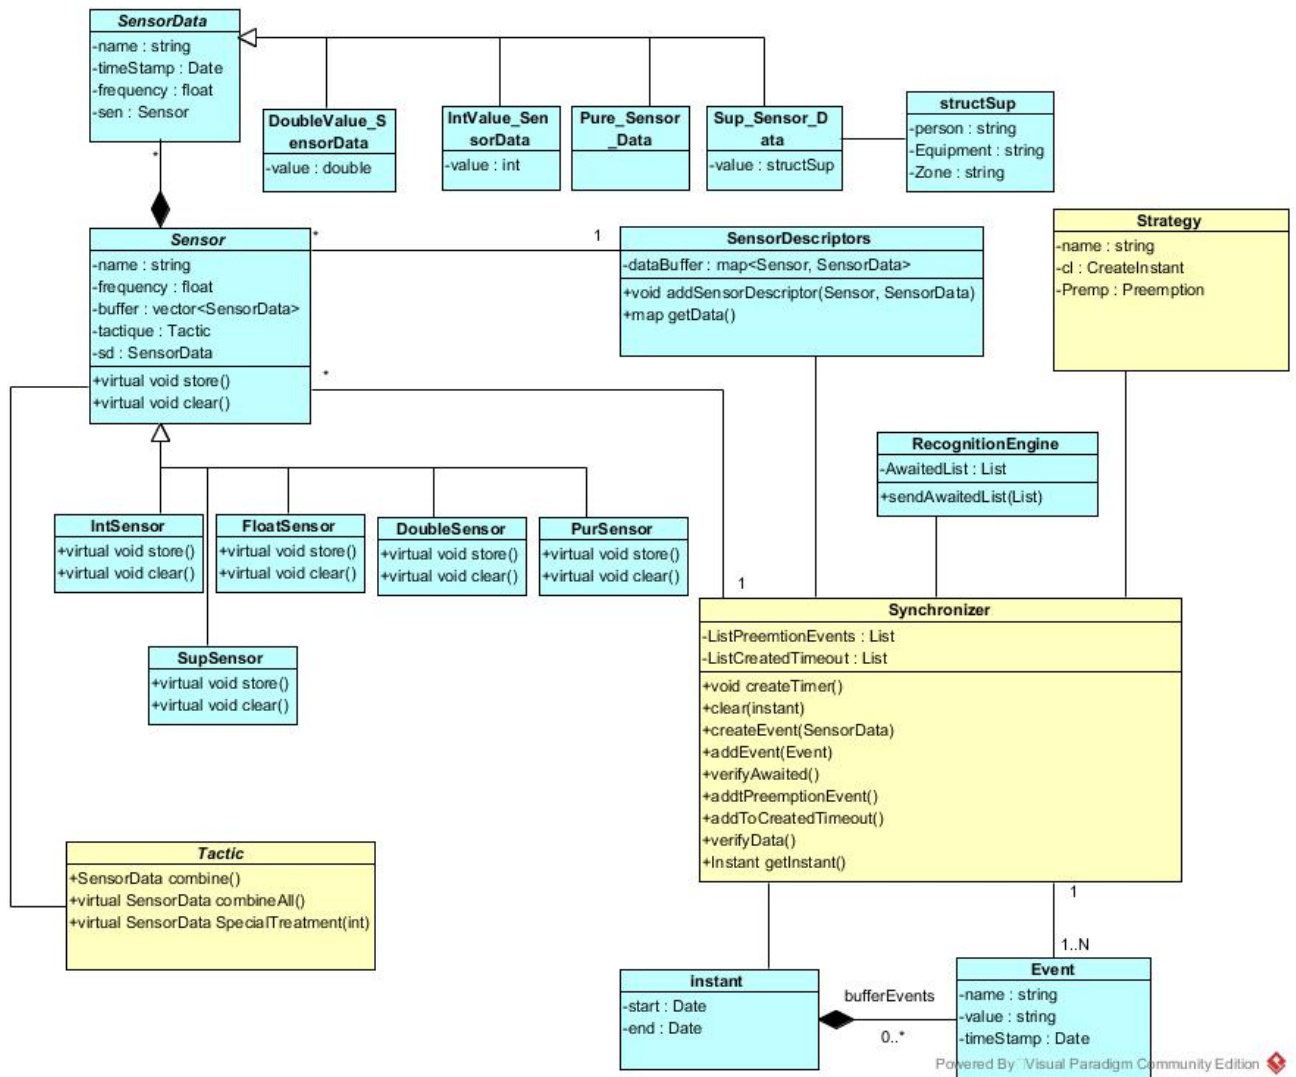 SensorData
-name : string
-timeStamp : Date
-frequency : float
-sen : Sensor
DoubleValue_S
ensorData
-value : double
IntValue_Sen
sorData
-value : int
Pure_Sensor
_Data
Sup_Sensor_D
ata
-value : structSup
structSup
-person : string
-Equipment : string
-Zone : string
*
Sensor
-name : string
-frequency : float
-buffer : vector<SensorData>
-tactique : Tactic
-sd : SensorData
+virtual void store()
+virtual void clear()
*
1
SensorDescriptors
-dataBuffer : map<Sensor, SensorData>
+void addSensorDescriptor(Sensor, SensorData)
+map getData()
Strategy
-name : string
-cl : CreateInstant
-Premp : Preemption
*
RecognitionEngine
-AwaitedList : List
+sendAwaitedList(List)
IntSensor
+virtual void store()
+virtual void clear()
FloatSensor
+virtual void store()
+virtual void clear()
DoubleSensor
+virtual void store()
+virtual void clear()
PurSensor
+virtual void store()
+virtual void clear()
SupSensor
+virtual void store()
+virtual void clear()
1
Synchronizer
-ListPreemtionEvents : List
-ListCreatedTimeout : List
+void createTimer()
+clear(instant)
+createEvent(SensorData)
+addEvent(Event)
+verifyAwaited()
+addtPreemptionEvent()
+addToCreatedTimeout()
+verifyData()
+Instant getInstant()
Tactic
+SensorData combine()
+virtual SensorData combineAll()
+virtual SensorData SpecialTreatment(int)
1
1..N
instant
-start : Date
-end : Date
bufferEvents
0..*
Event
-name : string
-value : string
-timeStamp : Date
Powered By Visual Paradigm Community Edition